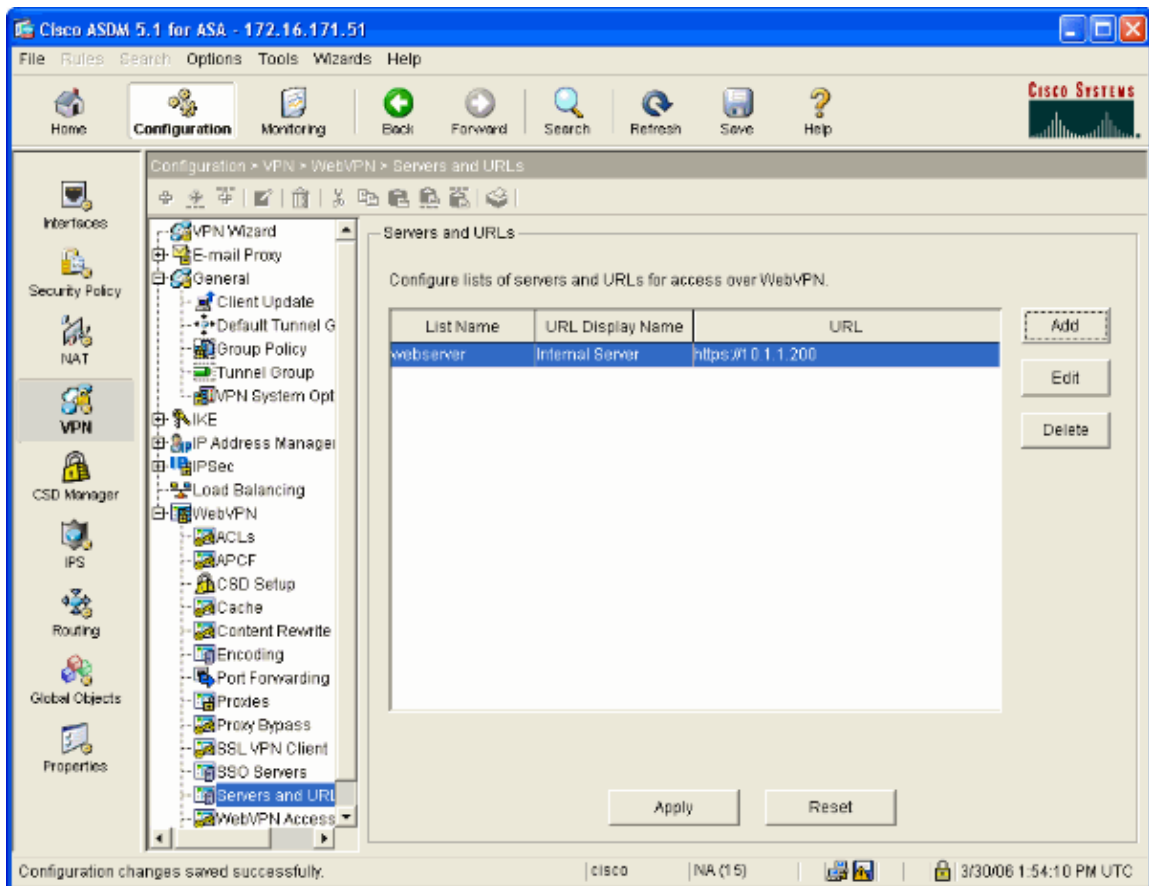 Cisco ASDM 5.1 for ASA - 172.16.171.51
File Rules Search Options Tools Wizards Help
Home Configuration Monitoring Back Forward Search Refresh Save Help
CISCO SYSTEMS
Configuration > VPN > WebVPN > Servers and URLs
Interfaces
Security Policy
NAT
VPN
CSD Manager
IPS
Routing
Global Objects
Properties
VPN Wizard
E-mail Proxy
General
Client Update
Default Tunnel G
Group Policy
Tunnel Group
VPN System Opt
IKE
IP Address Manager
IPSec
Load Balancing
WebVPN
ACLs
APCF
CSD Setup
Cache
Content Rewrite
Encoding
Port Forwarding
Proxies
Proxy Bypass
SSL VPN Client
SSO Servers
Servers and URL
WebVPN Access
Servers and URLs
Configure lists of servers and URLs for access over WebVPN.
List Name URL Display Name URL
webserver Internal Server https://10.1.1.200
Add
Edit
Delete
Apply Reset
Configuration changes saved successfully. cisco NA (15) 3/30/06 1:54:10 PM UTC